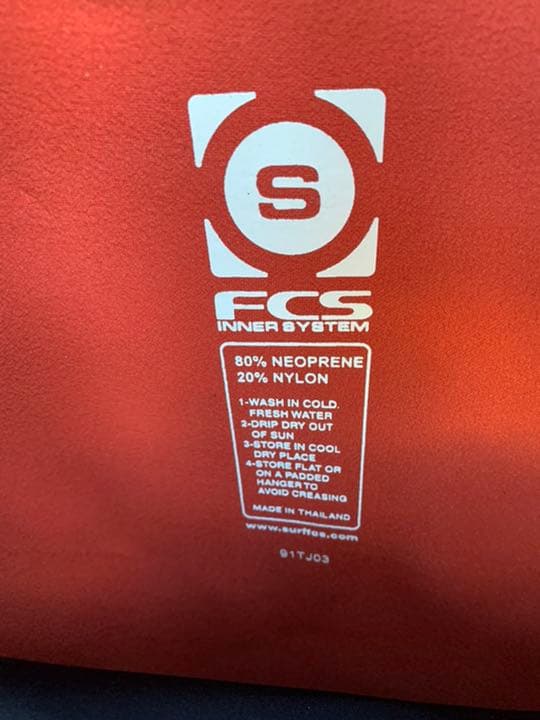 S
FCS
INNER SYSTEM
80% NEOPRENE
20% NYLON
1-WASH IN COLD.
FRESH WATER
2-DRIP DRY OUT
OF SUN
3-STORE IN COOL
DRY PLACE
4-STORE FLAT OR
ON A PADDED
HANGER TO
AVOID CREASING
MADE IN THAILAND
www.surffcs.com
91TJ03